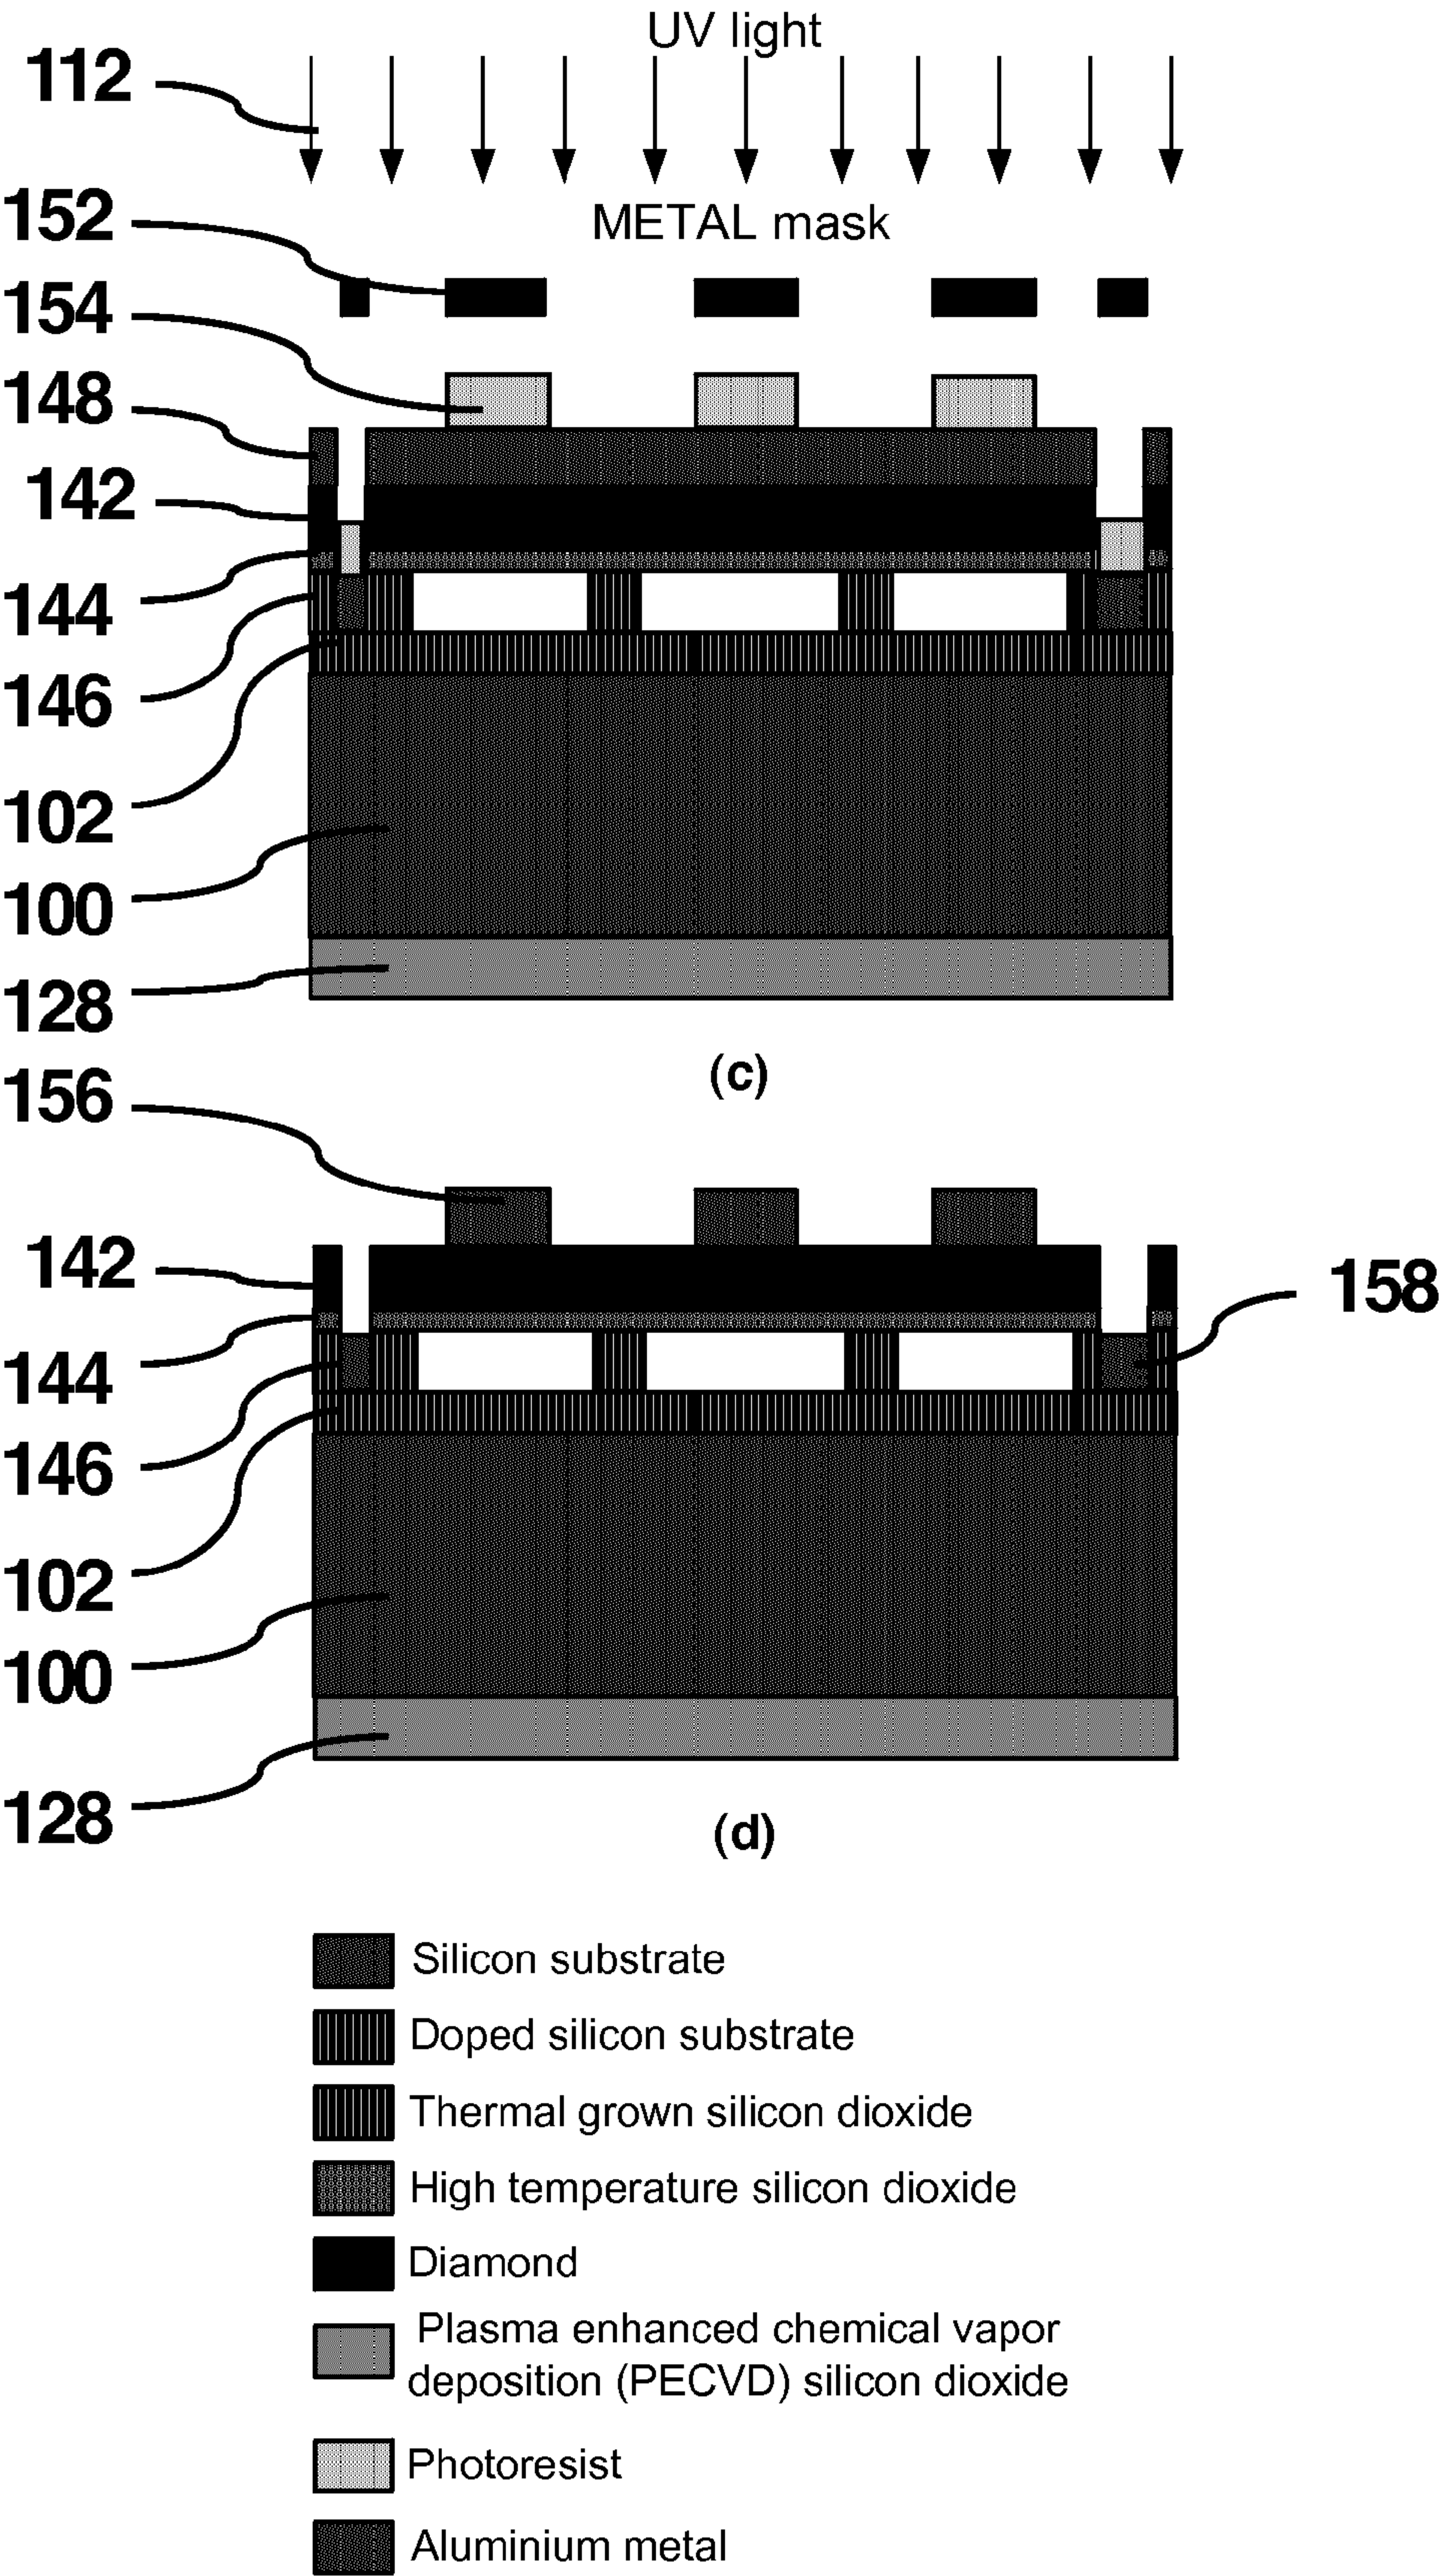 UV light
112
152
METAL mask
154
148
142
144
146
102
100
128
(c)
156
142
158
144
146
102
100
128
(d)
Silicon substrate
Doped silicon substrate
Thermal grown silicon dioxide
High temperature silicon dioxide
Diamond
Plasma enhanced chemical vapor
deposition (PECVD) silicon dioxide
Photoresist
Aluminium metal